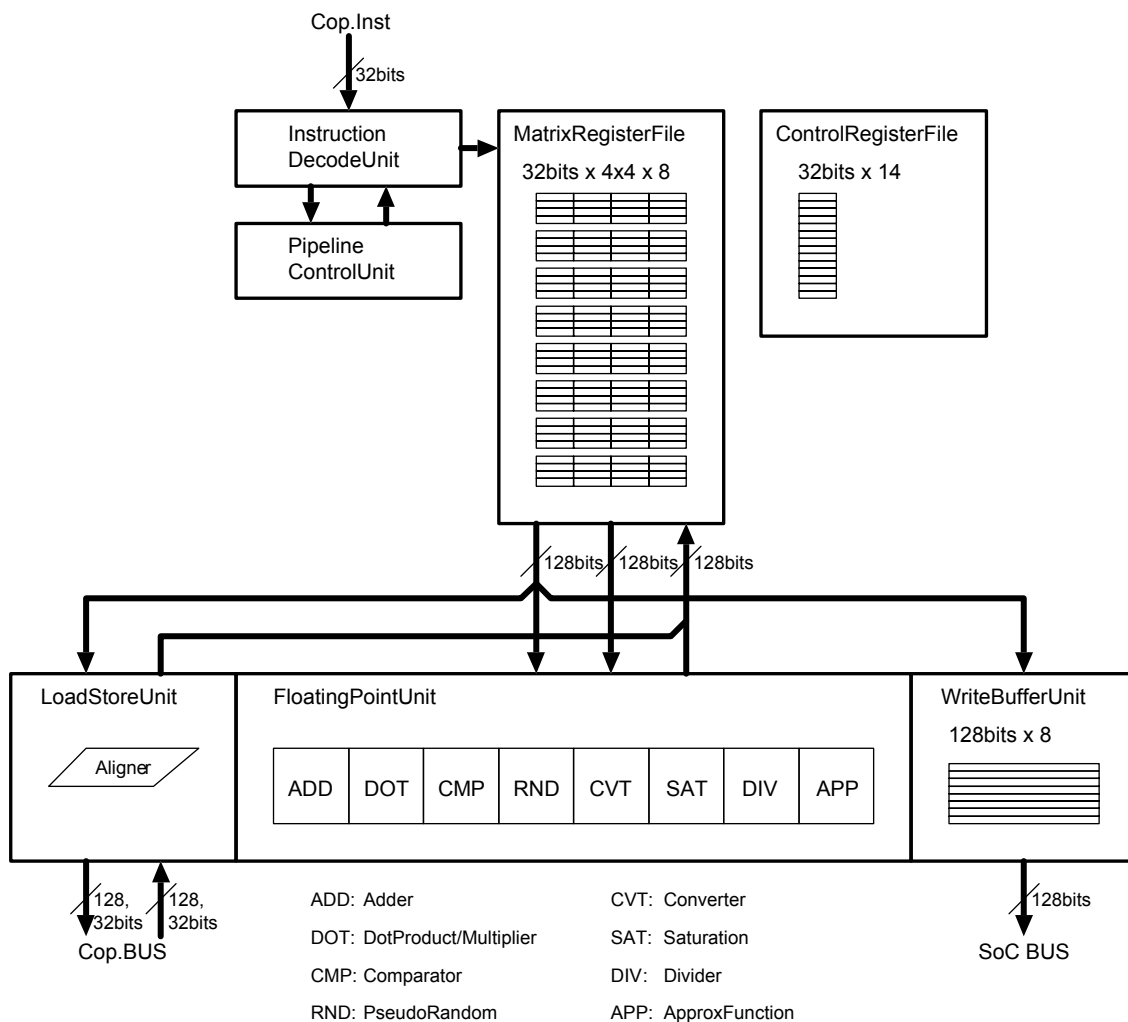 Cop.Inst
32bits
Instruction
DecodeUnit
Pipeline
ControlUnit
MatrixRegisterFile
32bits x 4x4 x 8
ControlRegisterFile
32bits x 14
128bits
128bits
128bits
LoadStoreUnit
Aligner
FloatingPointUnit
ADD
DOT
CMP
RND
CVT
SAT
DIV
APP
WriteBufferUnit
128bits x 8
128,
32bits
128,
32bits
Cop.BUS
128bits
SoC BUS
ADD: Adder
DOT: DotProduct/Multiplier
CMP: Comparator
RND: PseudoRandom
CVT: Converter
SAT: Saturation
DIV: Divider
APP: ApproxFunction